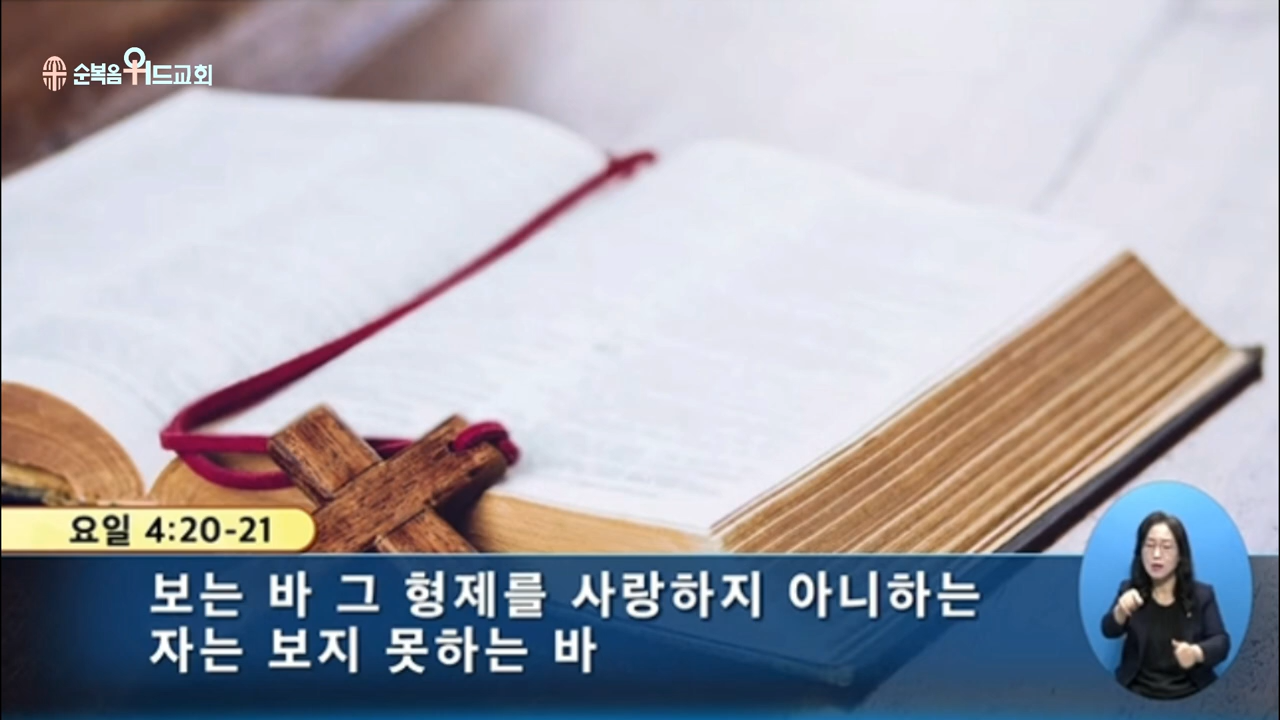 순복음위드교회
요일 4:20-21
보는 바 그 형제를 사랑하지 아니하는
자는 보지 못하는 바